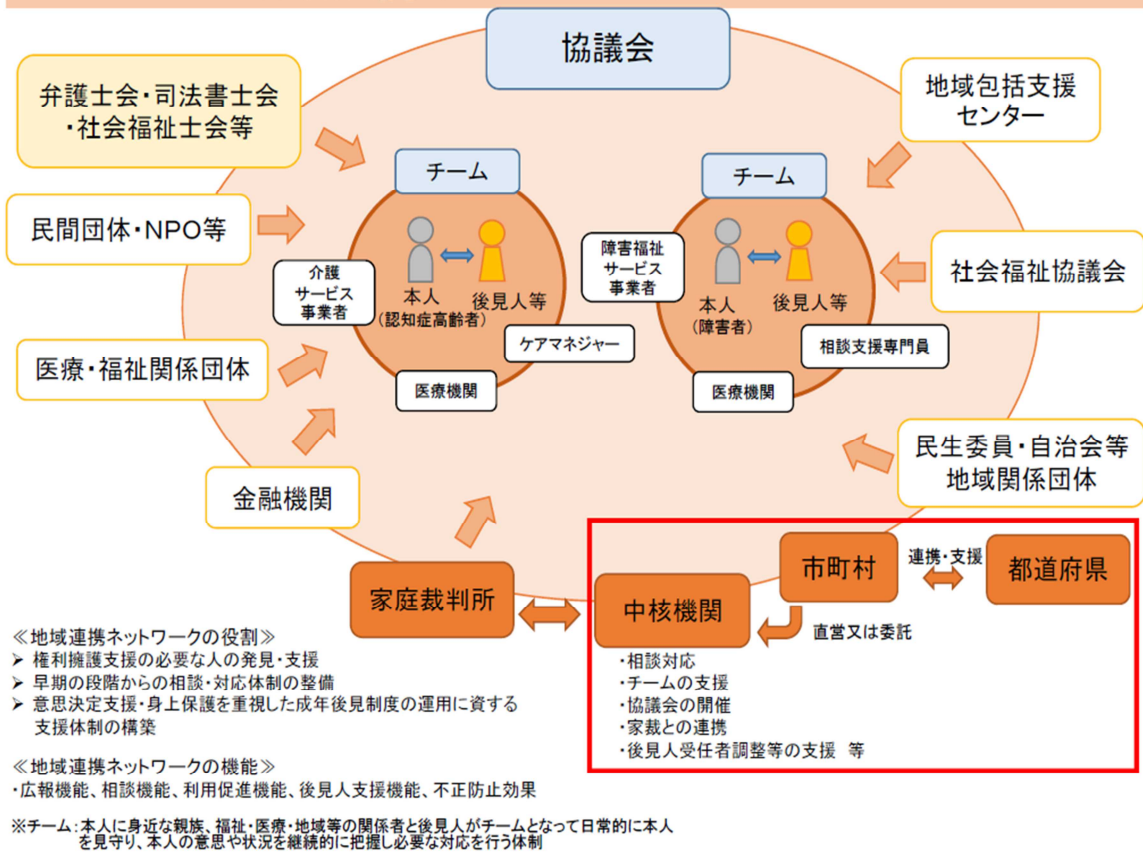 協議会
弁護士会・司法書士会
・社会福祉士会等
地域包括支援
センター
チーム
チーム
民間団体・NPO等
介護
サービス
事業者
本人
(認知症高齢者)
後見人等
ケアマネジャー
医療機関
障害福祉
サービス
事業者
本人
(障害者)
後見人等
相談支援専門員
医療機関
社会福祉協議会
医療・福祉関係団体
金融機関
民生委員・自治会等
地域関係団体
家庭裁判所
中核機関
市町村
連携・支援
都道府県
直営又は委託
・相談対応
・チームの支援
・協議会の開催
・家裁との連携
・後見人受任者調整等の支援 等
≪地域連携ネットワークの役割≫
➢ 権利擁護支援の必要な人の発見・支援
➢ 早期の段階からの相談・対応体制の整備
➢ 意思決定支援・身上保護を重視した成年後見制度の運用に資する
支援体制の構築
≪地域連携ネットワークの機能≫
・広報機能、相談機能、利用促進機能、後見人支援機能、不正防止効果
※チーム:本人に身近な親族、福祉・医療・地域等の関係者と後見人がチームとなって日常的に本人
を見守り、本人の意思や状況を継続的に把握し必要な対応を行う体制